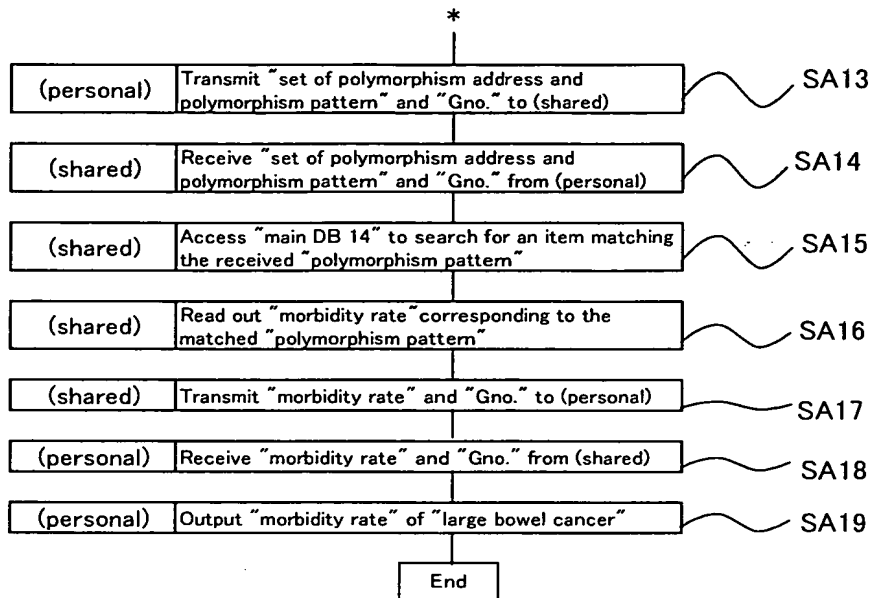 *
(personal) Transmit "set of polymorphism address and
polymorphism pattern" and "Gno." to (shared) SA13
(shared) Receive "set of polymorphism address and
polymorphism pattern" and "Gno." from (personal) SA14
(shared) Access "main DB 14" to search for an item matching
the received "polymorphism pattern" SA15
(shared) Read out "morbidity rate"corresponding to the
matched "polymorphism pattern" SA16
(shared) Transmit "morbidity rate" and "Gno." to (personal) SA17
(personal) Receive "morbidity rate" and "Gno." from (shared) SA18
(personal) Output "morbidity rate" of "large bowel cancer" SA19
End